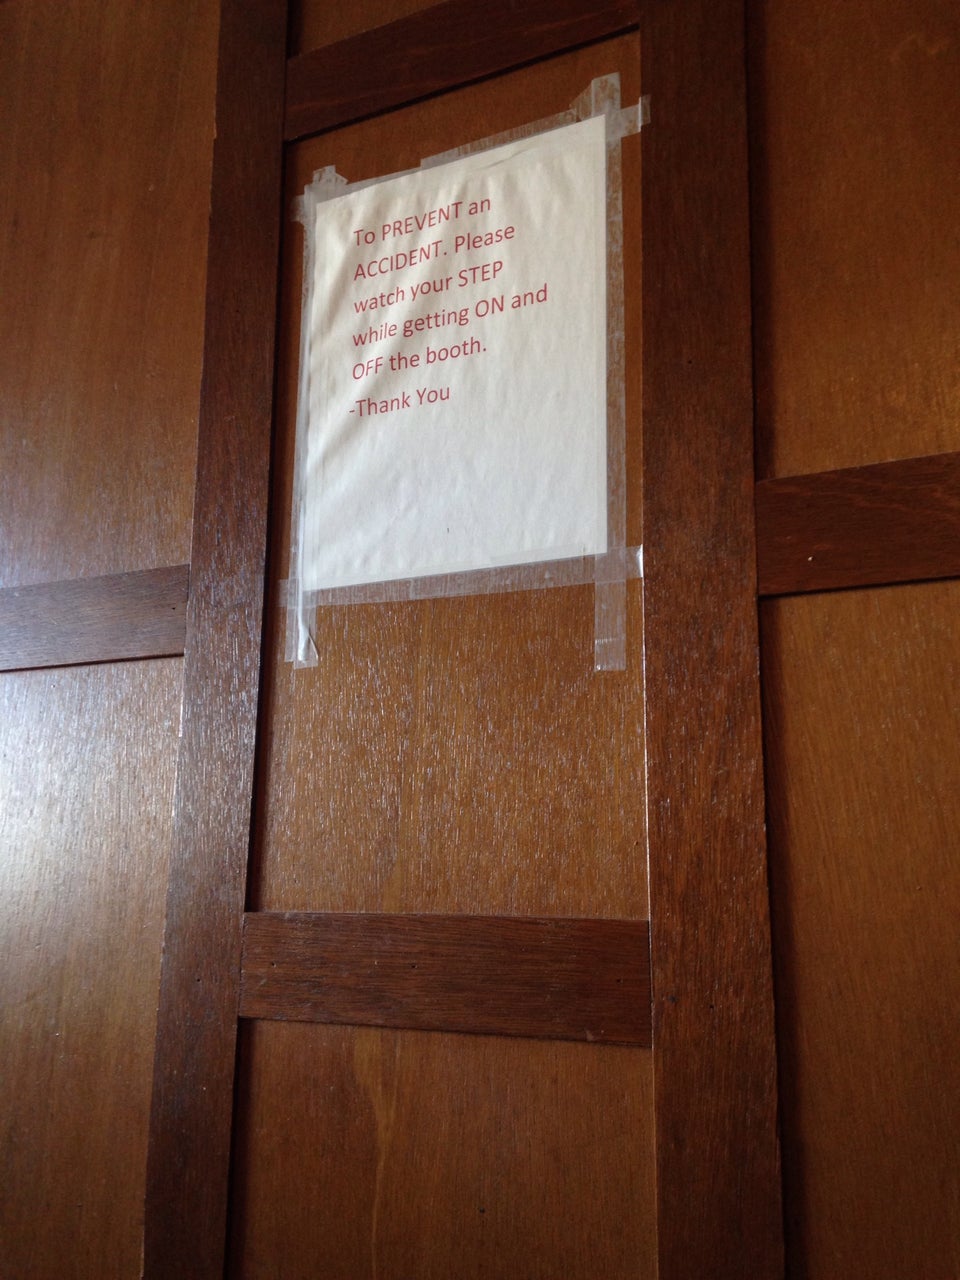 To PREVENT an
ACCIDENT. Please
watch your STEP
while getting ON and
OFF the booth.
-Thank You